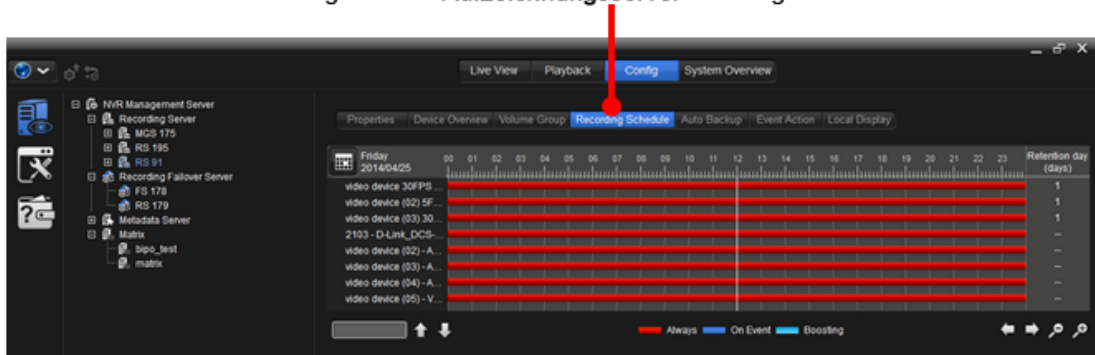 Live View Playback Config System Overview
NVR Management Server
Recording Server
MGS 175
RS 195
RS 91
Recording Failover Server
FS 178
RS 179
Metadata Server
Matrix
bipo_test
matrix
Properties Device Overview Volume Group Recording Schedule Auto Backup Event Action Local Display
Friday
2014/04/25
00 01 02 03 04 05 06 07 08 09 10 11 12 13 14 15 16 17 18 19 20 21 22 23
Retention day
(days)
video device 30FPS ... 1
video device (02) 5F... 1
video device (03) 30... 1
2103 - D-Link_DCS-... --
video device (02) - A... --
video device (03) - A... --
video device (04) - A... --
video device (05) - V... --
Always On Event Boosting